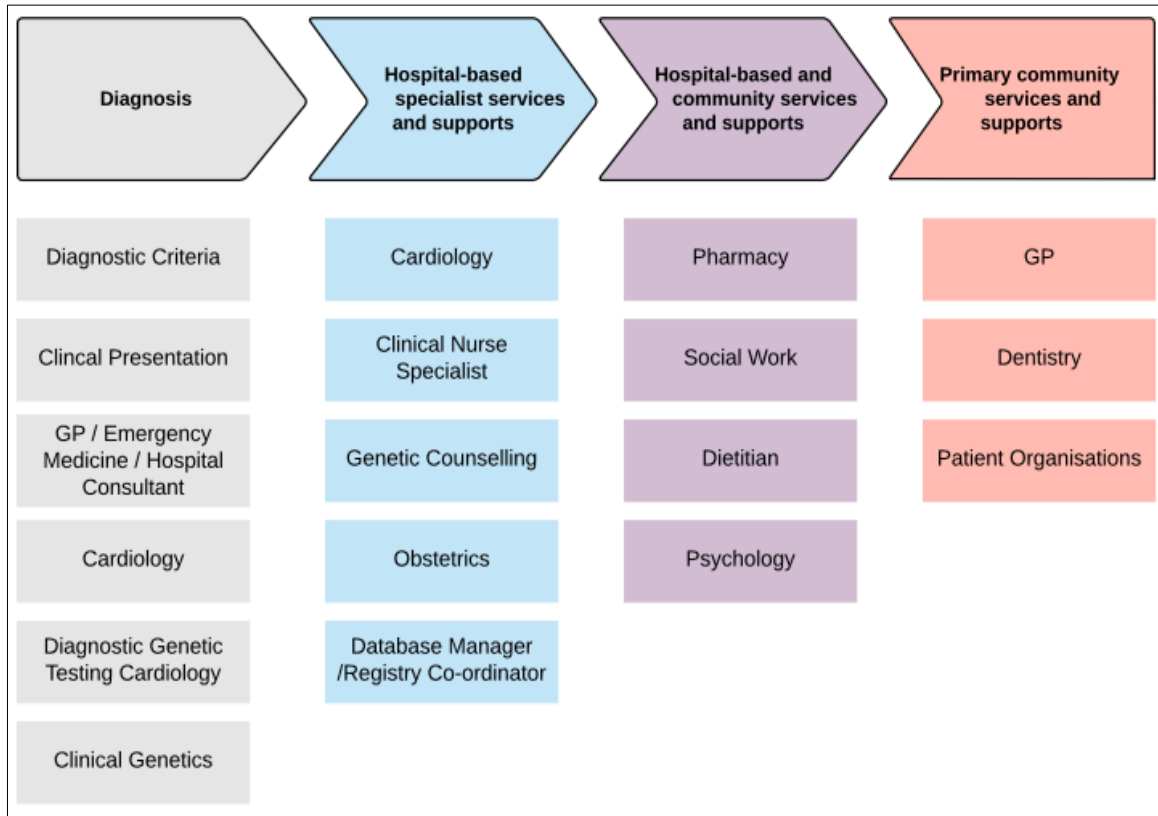 Diagnosis
Hospital-based
specialist services
and supports
Hospital-based and
community services
and supports
Primary community
services and
supports
Diagnostic Criteria
Clincal Presentation
GP / Emergency
Medicine / Hospital
Consultant
Cardiology
Diagnostic Genetic
Testing Cardiology
Clinical Genetics
Cardiology
Clinical Nurse
Specialist
Genetic Counselling
Obstetrics
Database Manager
/Registry Co-ordinator
Pharmacy
Social Work
Dietitian
Psychology
GP
Dentistry
Patient Organisations